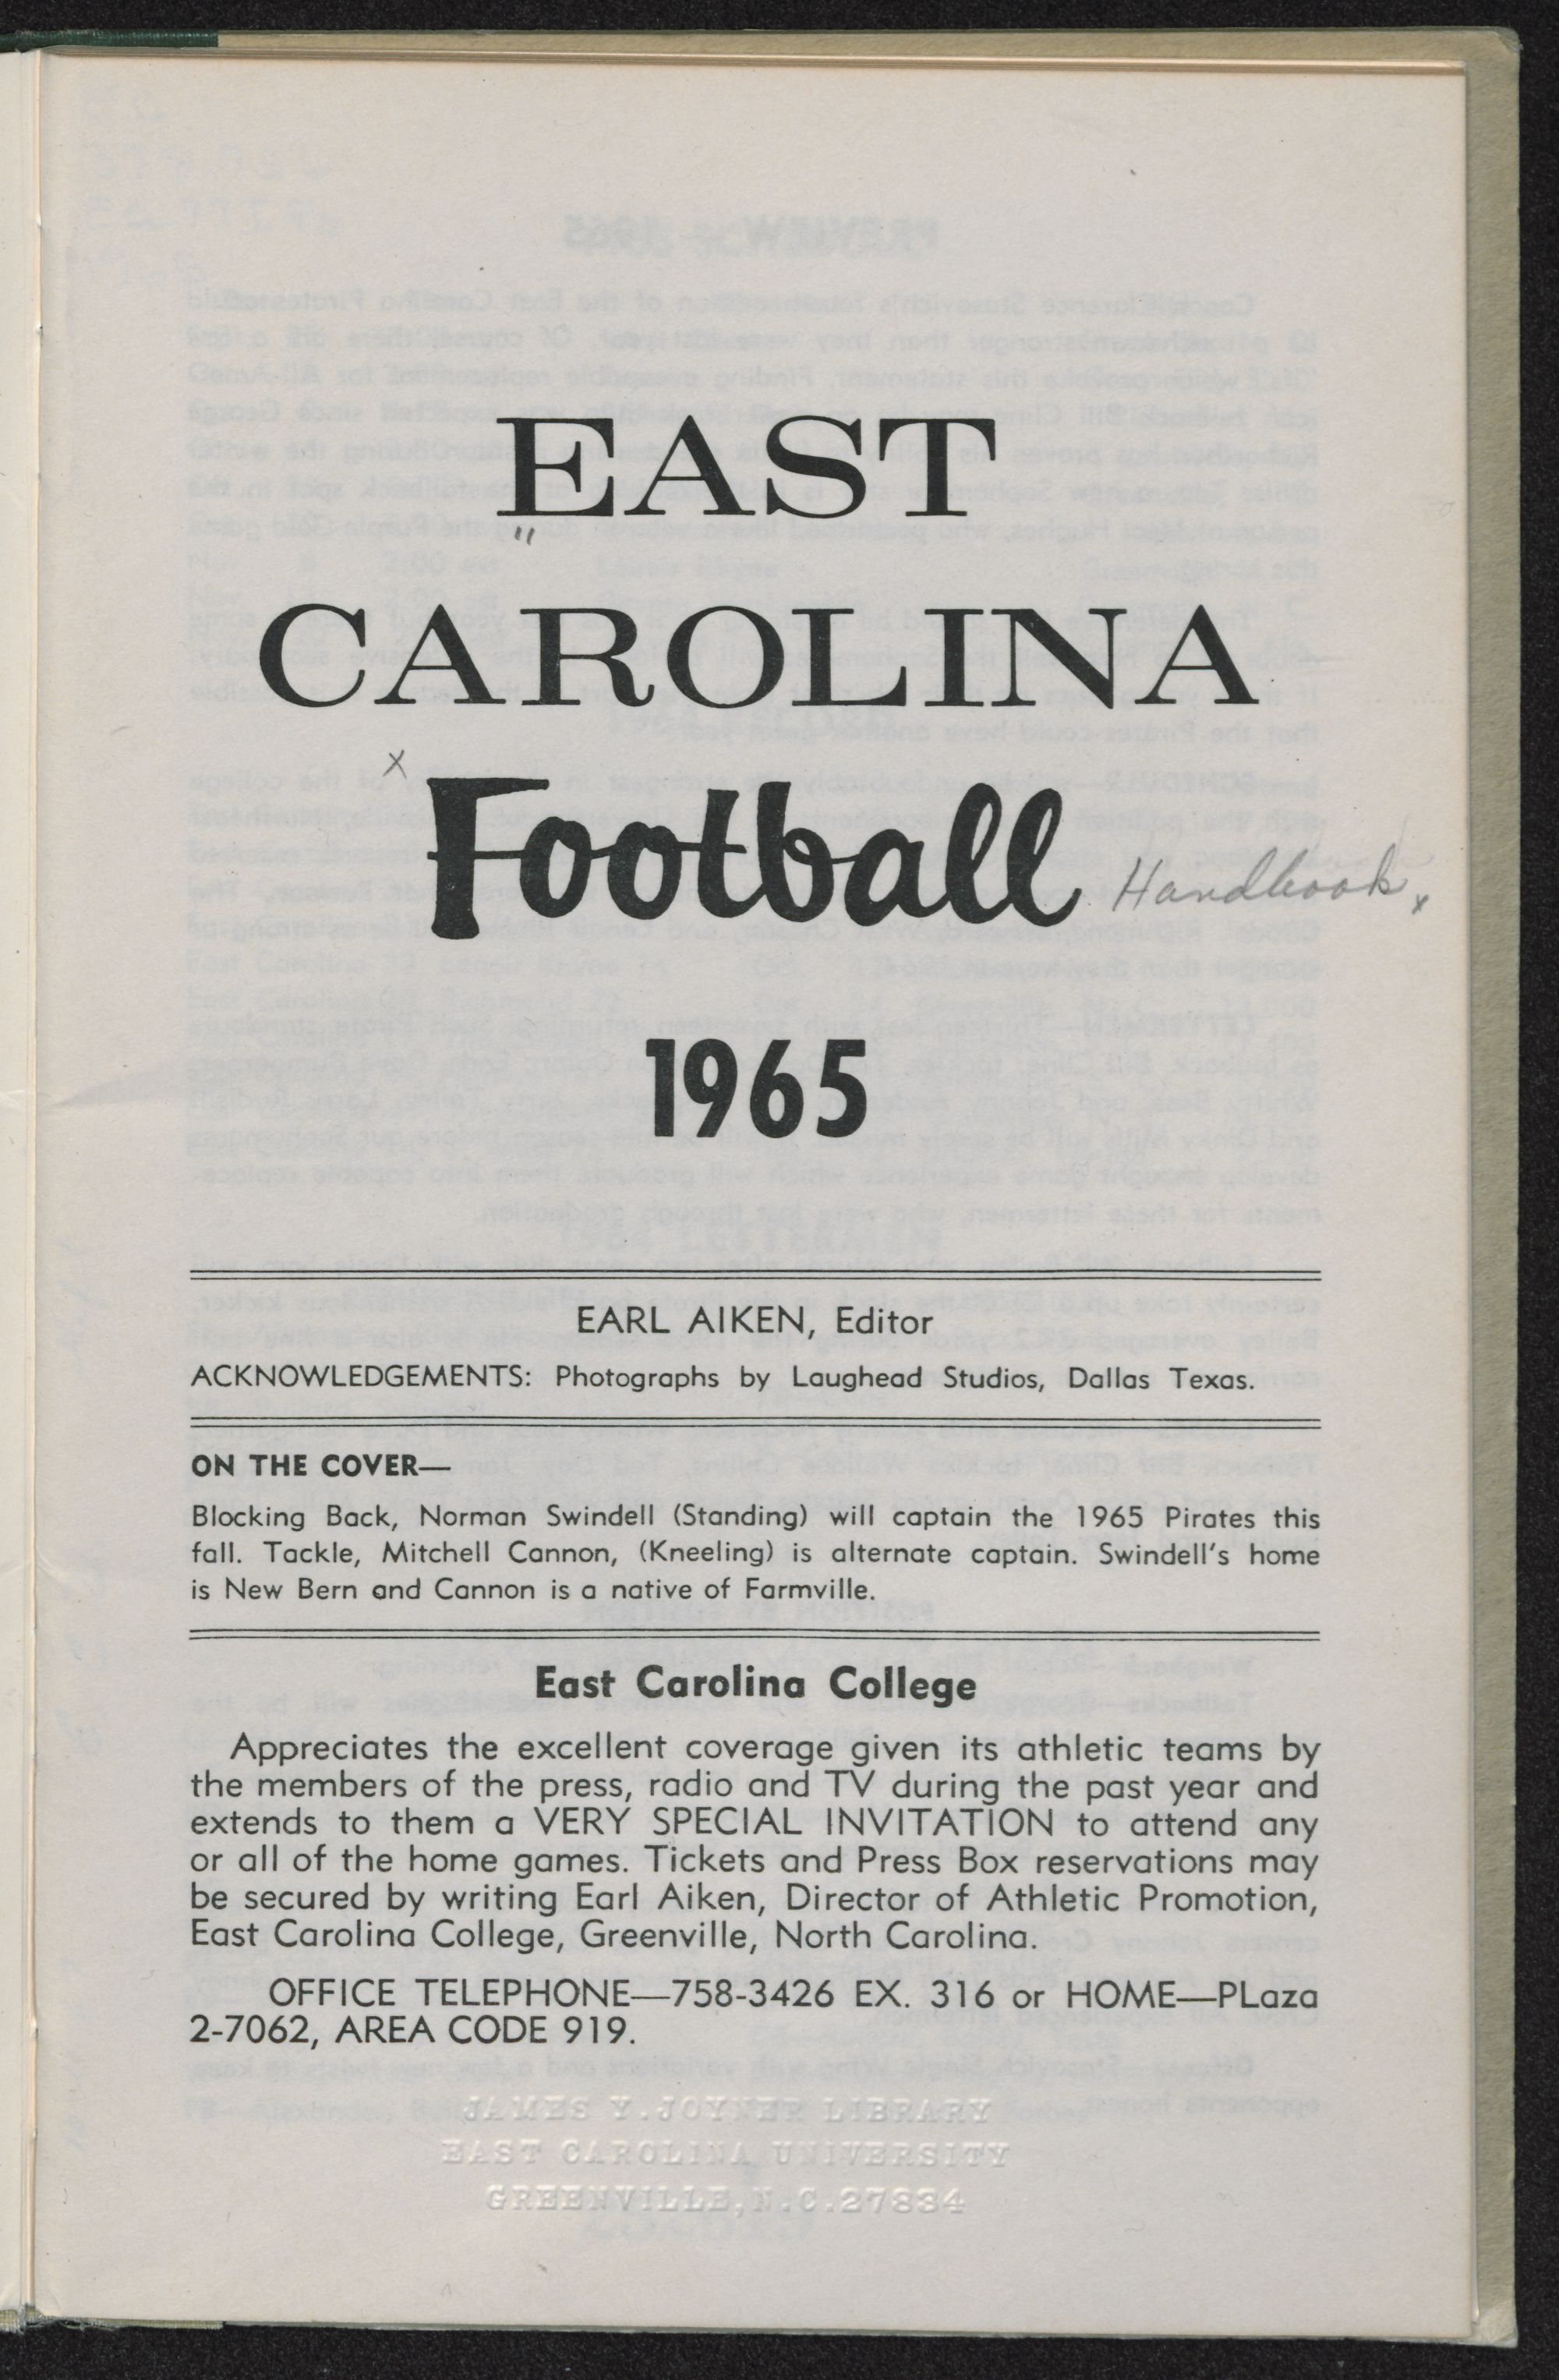 EAST
CAROLINA
Football Handbook
1965
EARL AIKEN, Editor
ACKNOWLEDGEMENTS: Photographs by Laughead Studios, Dallas Texas.
ON THE COVER—
Blocking Back, Norman Swindell (Standing) will captain the 1965 Pirates this
fall. Tackle, Mitchell Cannon, (Kneeling) is alternate captain. Swindell's home
is New Bern and Cannon is a native of Farmville.
East Carolina College
Appreciates the excellent coverage given its athletic teams by
the members of the press, radio and TV during the past year and
extends to them a VERY SPECIAL INVITATION to attend any
or all of the home games. Tickets and Press Box reservations may
be secured by writing Earl Aiken, Director of Athletic Promotion,
East Carolina College, Greenville, North Carolina.
OFFICE TELEPHONE—758-3426 EX. 316 or HOME—PLaza
2-7062, AREA CODE 919.
JAMES Y. JOYNER LIBRARY
EAST CAROLINA UNIVERSITY
GREENVILLE, N.C. 27834